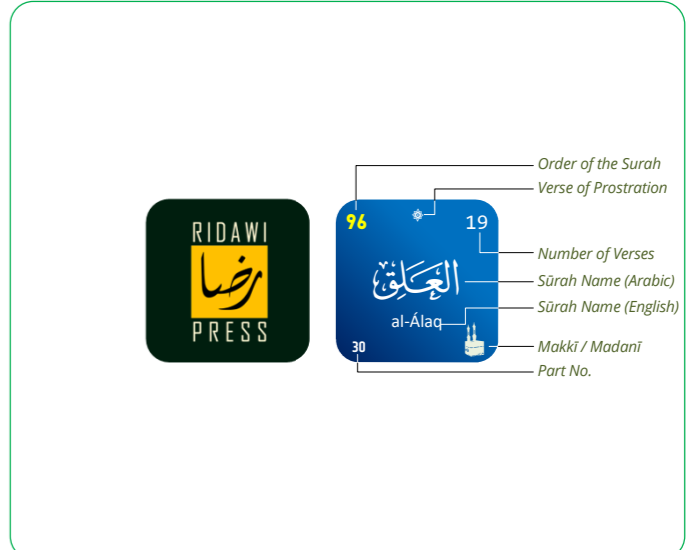 RIDAWI
رضا
PRESS
96
19
العَلَق
al-Álaq
30
Order of the Surah
Verse of Prostration
Number of Verses
Sūrah Name (Arabic)
Sūrah Name (English)
Makkī / Madanī
Part No.